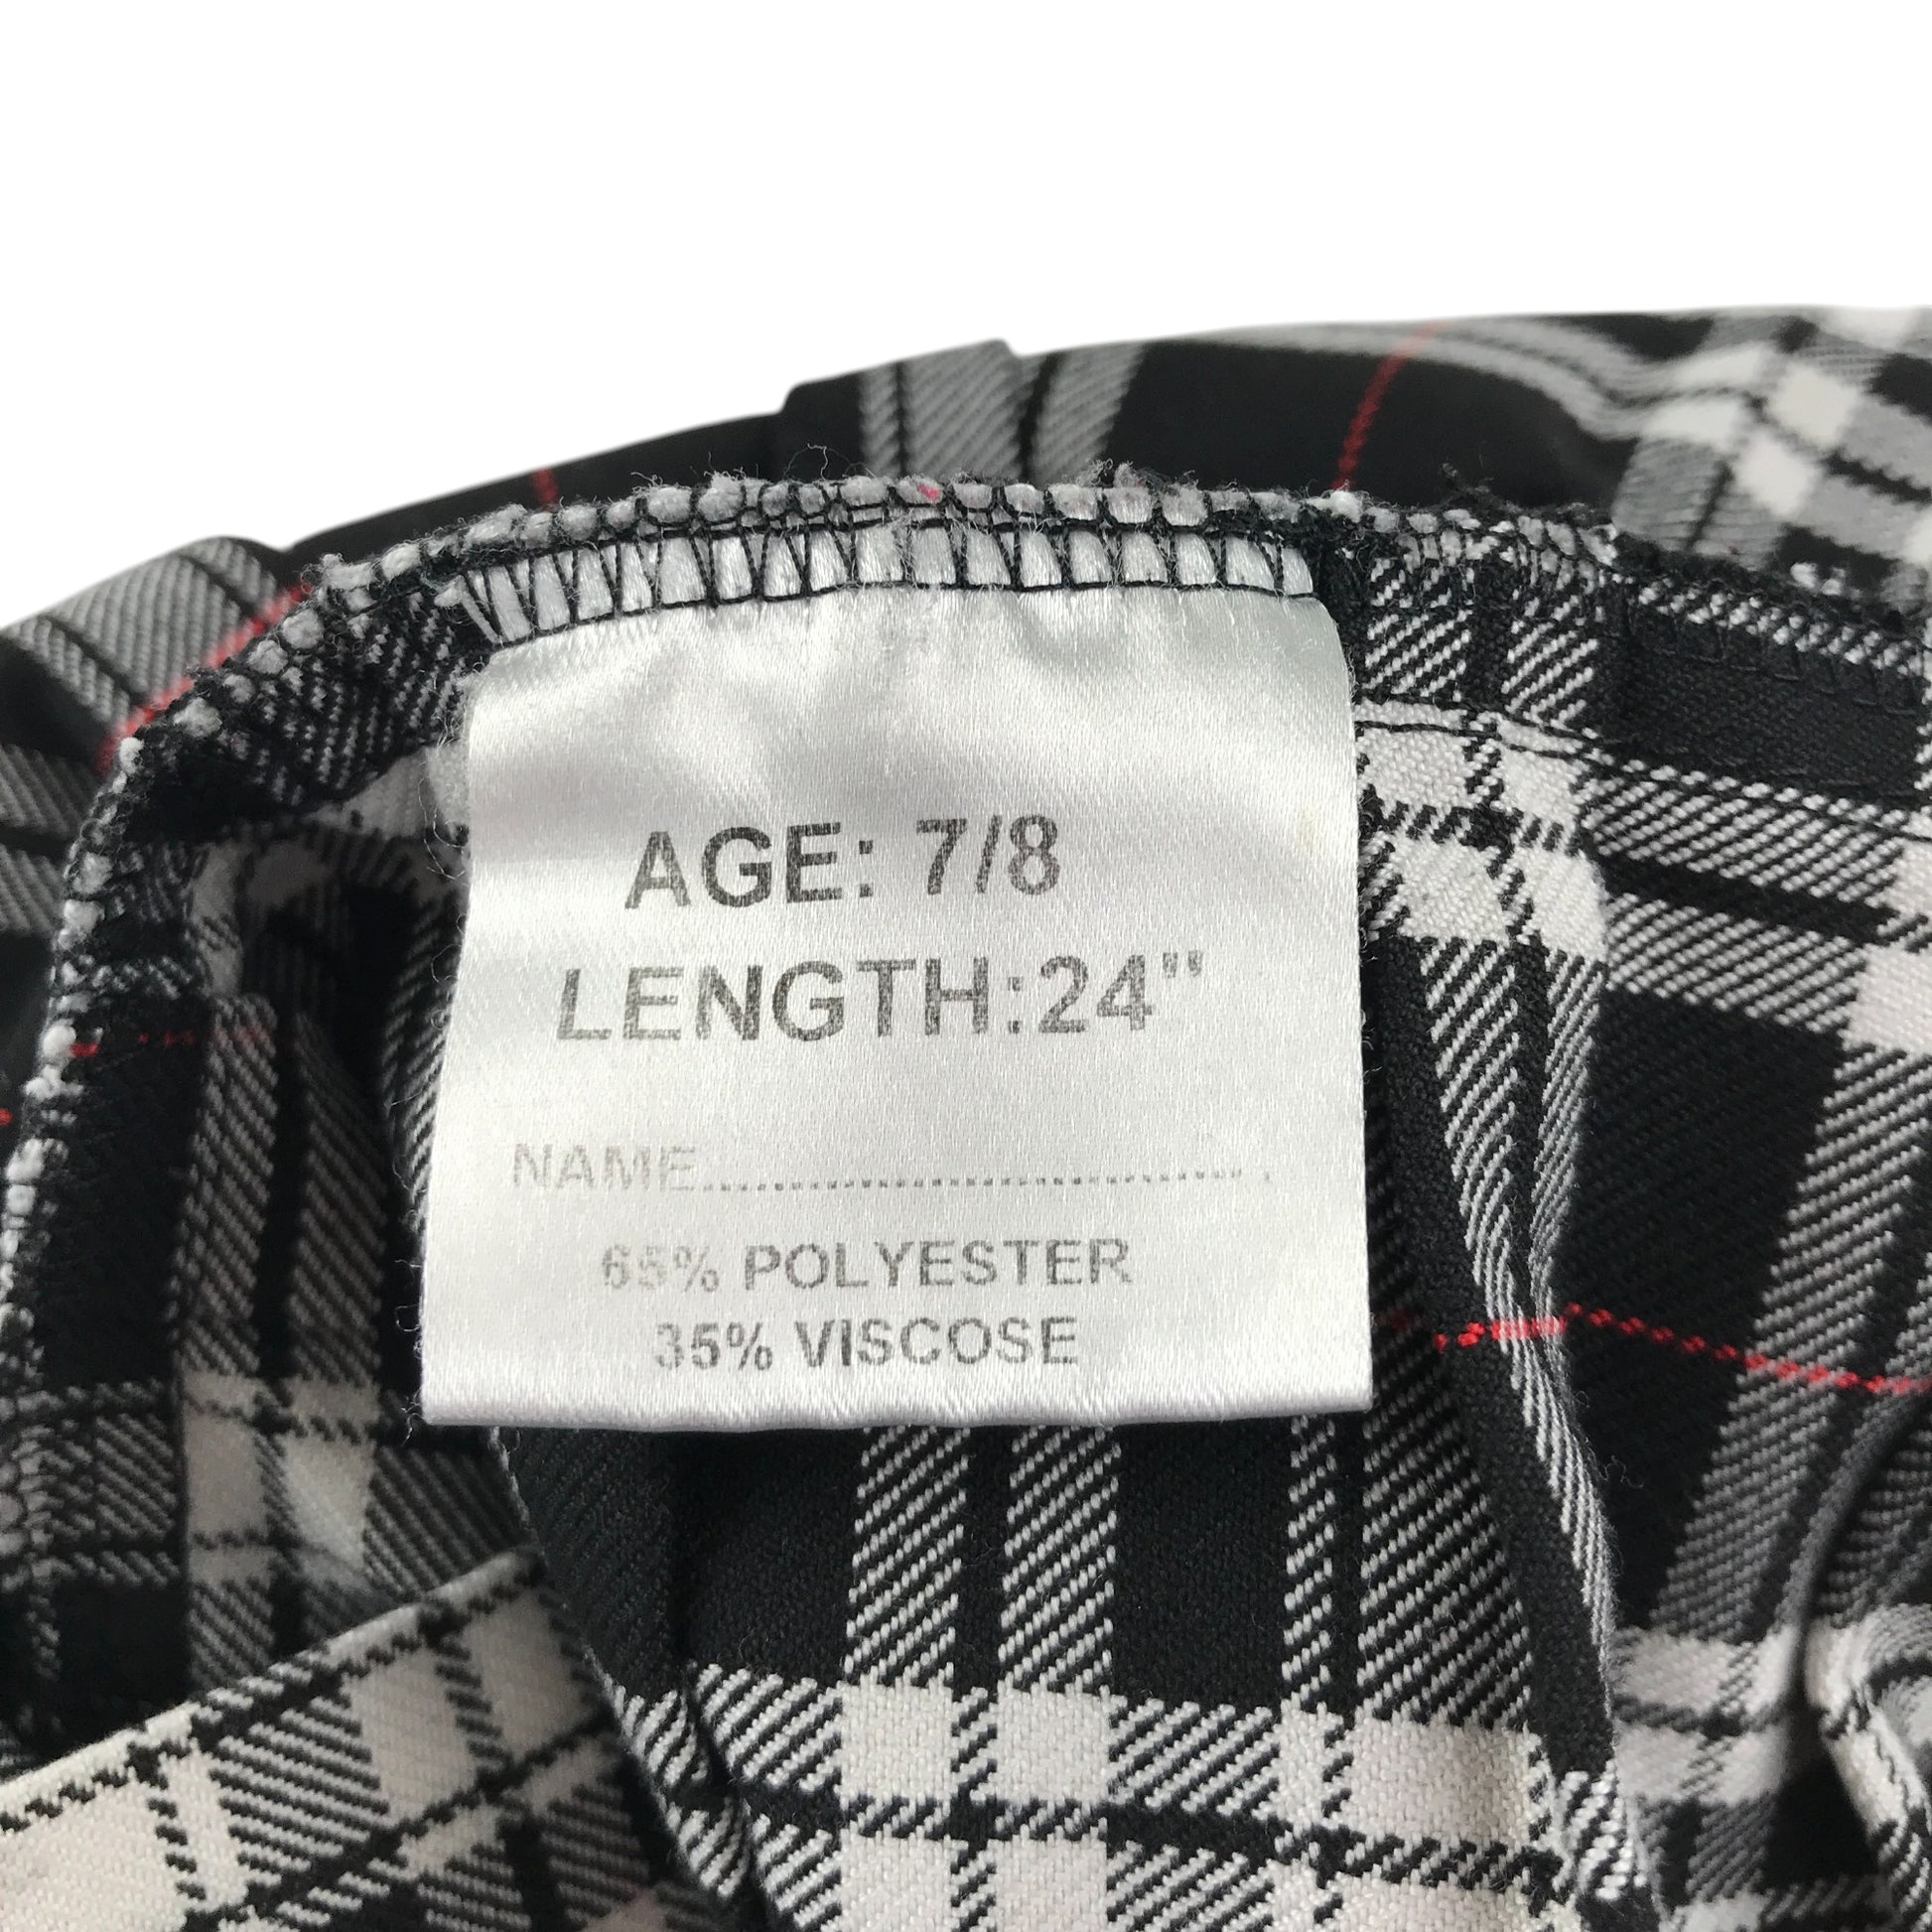 AGE: 7/8
LENGTH:24"
NAME..........................................
65% POLYESTER
35% VISCOSE